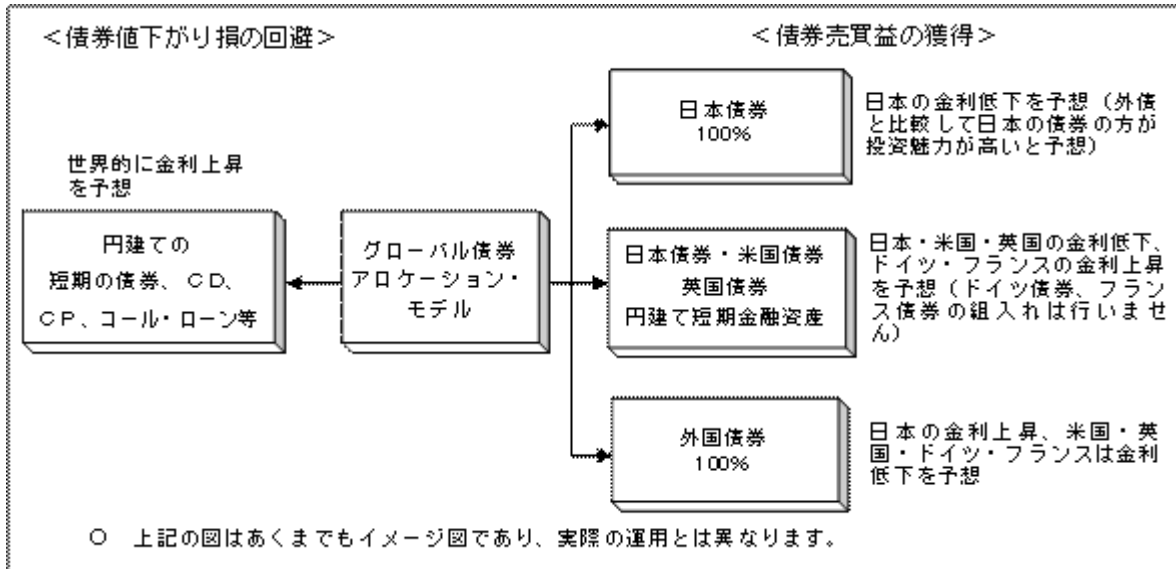 ＜債券値下がり損の回避＞
＜債券売買益の獲得＞
日本債券
100%
日本の金利低下を予想（外債
と比較して日本の債券の方が
投資魅力が高いと予想）
世界的に金利上昇
を予想
円建ての
短期の債券、ＣＤ、
ＣＰ、コール・ローン等
グローバル債券
アロケーション・
モデル
日本債券・米国債券
英国債券
円建て短期金融資産
日本・米国・英国の金利低下、
ドイツ・フランスの金利上昇
を予想（ドイツ債券、フラン
ス債券の組入れは行いませ
ん）
外国債券
100%
日本の金利上昇、米国・英
国・ドイツ・フランスは金利
低下を予想
○　上記の図はあくまでもイメージ図であり、実際の運用とは異なります。